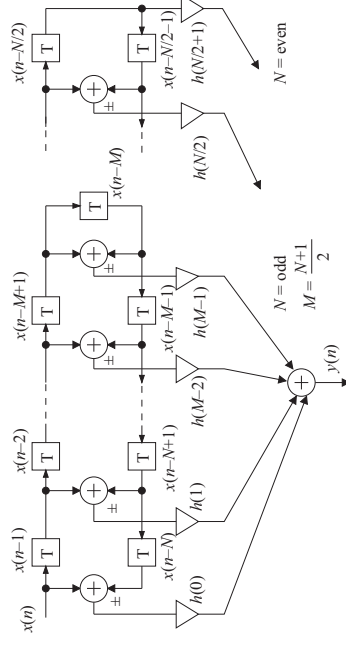 x(n)
x(n–1)
T
x(n–2)
T
x(n–M+1)
T
x(n–N/2)
T
T
x(n–M)
+
+
+
+
+
∓
∓
∓
∓
∓
T
x(n–N)
T
x(n–N+1)
T
x(n–M–1)
T
x(n–N/2–1)
h(0)
h(1)
h(M–2)
h(M–1)
h(N/2)
h(N/2+1)
N = odd
M = N+1
2
N = even
+
y(n)